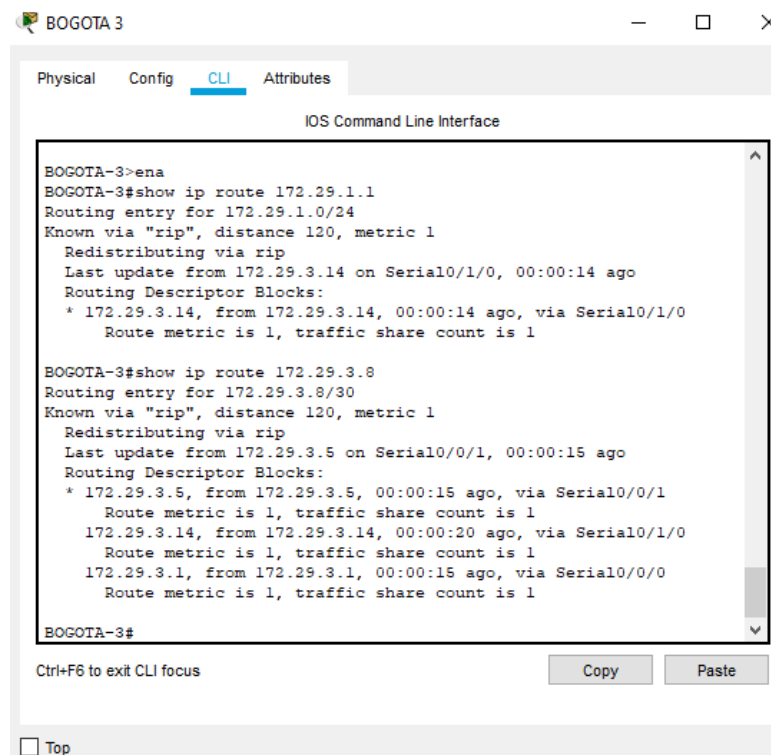 BOGOTA 3
Physical Config CLI Attributes
IOS Command Line Interface
BOGOTA-3>ena
BOGOTA-3#show ip route 172.29.1.1
Routing entry for 172.29.1.0/24
Known via "rip", distance 120, metric 1
Redistributing via rip
Last update from 172.29.3.14 on Serial0/1/0, 00:00:14 ago
Routing Descriptor Blocks:
* 172.29.3.14, from 172.29.3.14, 00:00:14 ago, via Serial0/1/0
Route metric is 1, traffic share count is 1
BOGOTA-3#show ip route 172.29.3.8
Routing entry for 172.29.3.8/30
Known via "rip", distance 120, metric 1
Redistributing via rip
Last update from 172.29.3.5 on Serial0/0/1, 00:00:15 ago
Routing Descriptor Blocks:
* 172.29.3.5, from 172.29.3.5, 00:00:15 ago, via Serial0/0/1
Route metric is 1, traffic share count is 1
172.29.3.14, from 172.29.3.14, 00:00:20 ago, via Serial0/1/0
Route metric is 1, traffic share count is 1
172.29.3.1, from 172.29.3.1, 00:00:15 ago, via Serial0/0/0
Route metric is 1, traffic share count is 1
BOGOTA-3#
Ctrl+F6 to exit CLI focus
Copy Paste
Top